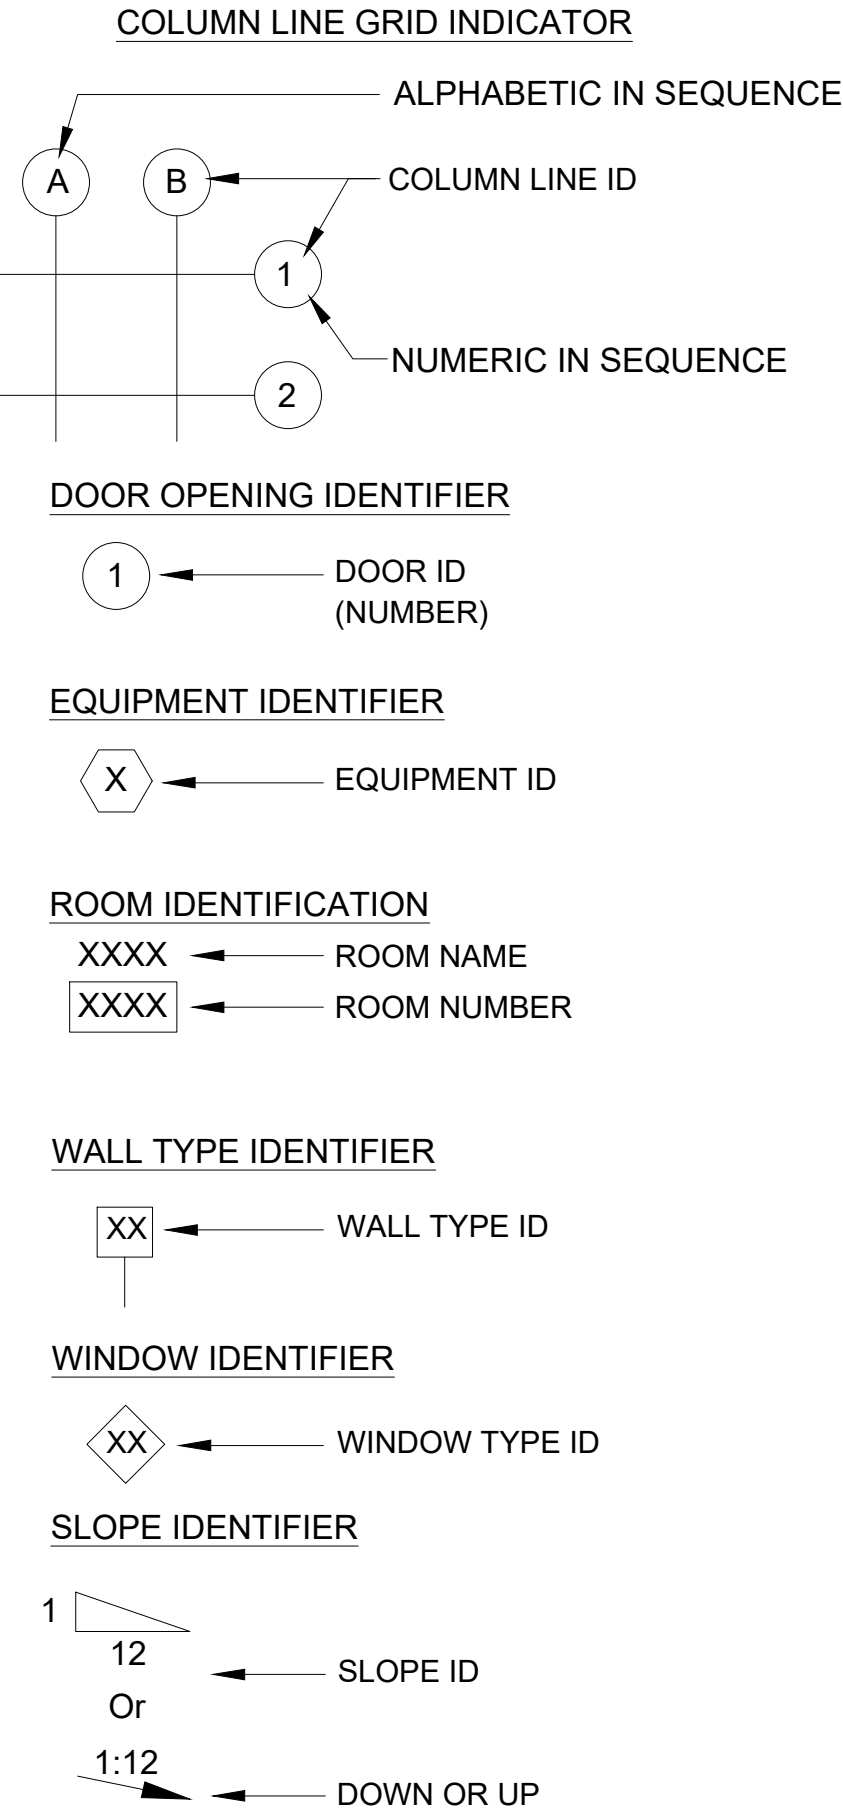 COLUMN LINE GRID INDICATOR
ALPHABETIC IN SEQUENCE
A
B
COLUMN LINE ID
1
NUMERIC IN SEQUENCE
2
DOOR OPENING IDENTIFIER
1
DOOR ID
(NUMBER)
EQUIPMENT IDENTIFIER
X
EQUIPMENT ID
ROOM IDENTIFICATION
XXXX
ROOM NAME
XXXX
ROOM NUMBER
WALL TYPE IDENTIFIER
XX
WALL TYPE ID
WINDOW IDENTIFIER
XX
WINDOW TYPE ID
SLOPE IDENTIFIER
1
12
SLOPE ID
Or
1:12
DOWN OR UP